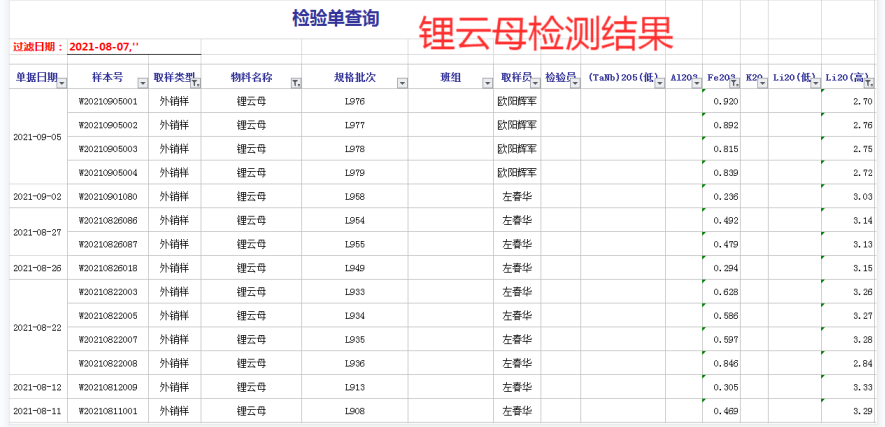 检验单查询
锂云母检测结果
过滤日期： 2021-08-07,''
单据日期 样本号 取样类型 物料名称 规格批次 班组 取样员 检验员 (TaNb)2O5(低) Al2O3 Fe2O3 K2O Li2O(低) Li2O(高)
2021-09-05 W20210905001 外销样 锂云母 L976 欧阳辉军 0.920 2.70
W20210905002 外销样 锂云母 L977 欧阳辉军 0.892 2.76
W20210905003 外销样 锂云母 L978 欧阳辉军 0.815 2.75
W20210905004 外销样 锂云母 L979 欧阳辉军 0.839 2.72
2021-09-02 W20210901080 外销样 锂云母 L958 左春华 0.236 3.03
2021-08-27 W20210826086 外销样 锂云母 L954 左春华 0.492 3.14
W20210826087 外销样 锂云母 L955 左春华 0.479 3.13
2021-08-26 W20210826018 外销样 锂云母 L949 左春华 0.294 3.15
2021-08-22 W20210822003 外销样 锂云母 L933 左春华 0.628 3.26
W20210822005 外销样 锂云母 L934 左春华 0.586 3.27
W20210822007 外销样 锂云母 L935 左春华 0.597 3.28
W20210822008 外销样 锂云母 L936 左春华 0.846 2.84
2021-08-12 W20210812009 外销样 锂云母 L913 左春华 0.305 3.33
2021-08-11 W20210811001 外销样 锂云母 L908 左春华 0.469 3.29